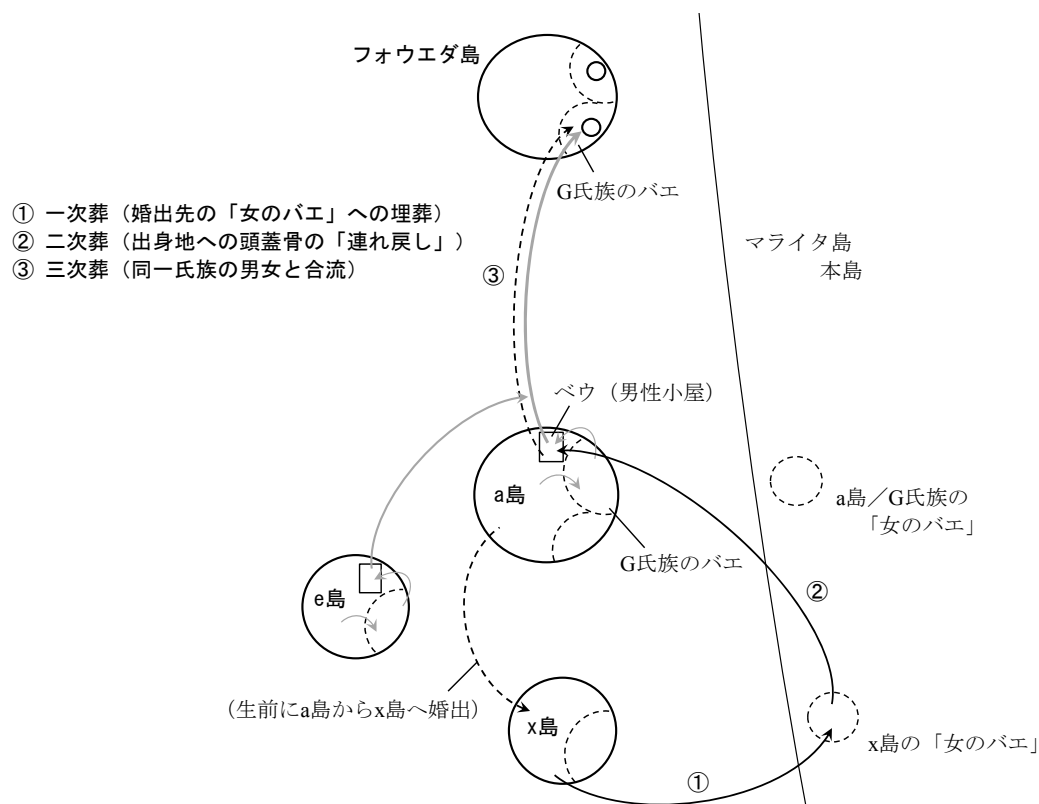 フォウエダ島
G氏族のバエ
① 一次葬（婚出先の「女のバエ」への埋葬）
② 二次葬（出身地への頭蓋骨の「連れ戻し」）
③ 三次葬（同一氏族の男女と合流）
マライタ島
本島
③
ベウ（男性小屋）
a島
a島／G氏族の
「女のバエ」
G氏族のバエ
e島
②
（生前にa島からx島へ婚出）
x島
x島の「女のバエ」
①